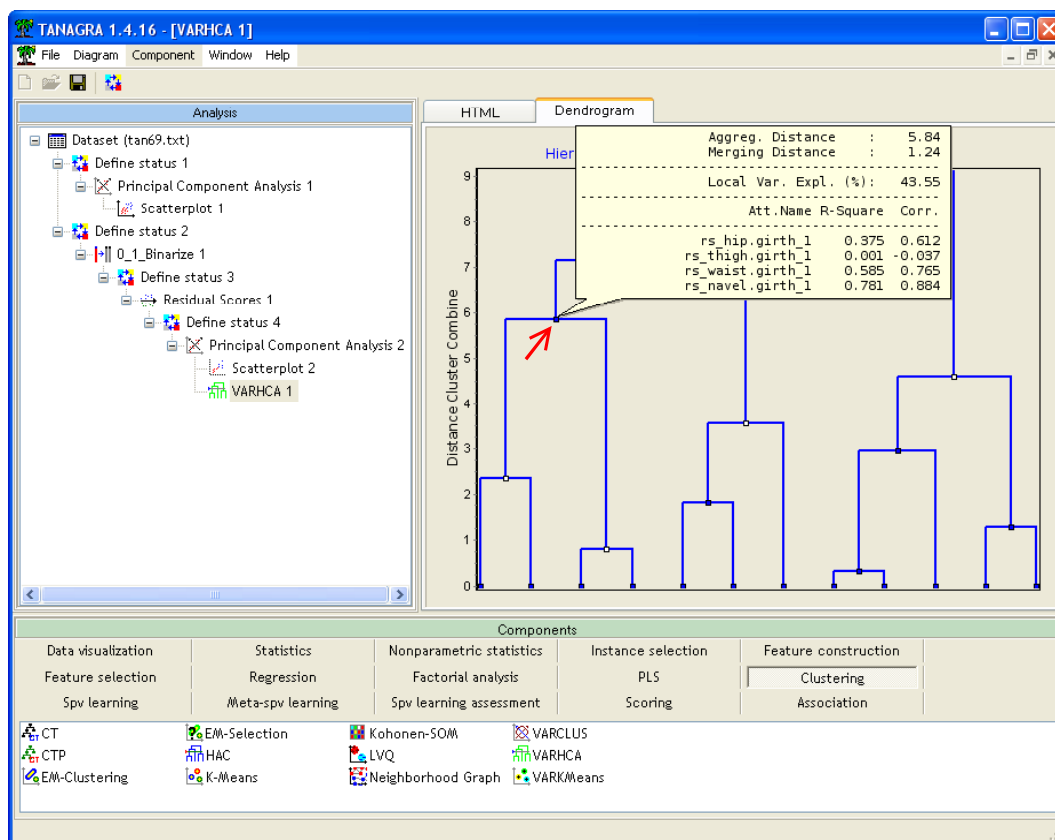 TANAGRA 1.4.16 - [VARHCA 1]
File Diagram Component Window Help
Analysis
Dataset (tan69.txt)
Define status 1
Principal Component Analysis 1
Scatterplot 1
Define status 2
0_1_Binarize 1
Define status 3
Residual Scores 1
Define status 4
Principal Component Analysis 2
Scatterplot 2
VARHCA 1
HTML Dendrogram
Aggreg. Distance : 5.84
Merging Distance : 1.24
Local Var. Expl. (%): 43.55
Att.Name R-Square Corr.
rs_hip.girth_1 0.375 0.612
rs_thigh.girth_1 0.001 -0.037
rs_waist.girth_1 0.585 0.765
rs_navel.girth_1 0.781 0.884
Hier
Distance Cluster Combine
9
8
7
6
5
4
3
2
1
0
Components
Data visualization Statistics Nonparametric statistics Instance selection Feature construction
Feature selection Regression Factorial analysis PLS Clustering
Spv learning Meta-spv learning Spv learning assessment Scoring Association
CT EM-Selection Kohonen-SOM VARCLUS
CTP HAC LVQ VARHCA
EM-Clustering K-Means Neighborhood Graph VARKMeans